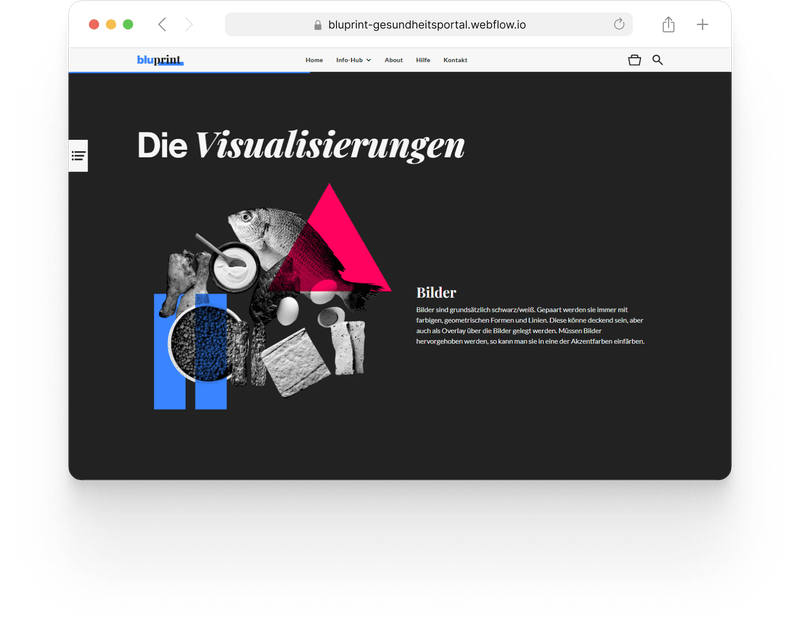 bluprint-gesundheitsportal.webflow.io
bluprint
Home Info-Hub About Hilfe Kontakt
Die Visualisierungen
Bilder
Bilder sind grundsätzlich schwarz/weiß. Gepaart werden sie immer mit
farbigen, geometrischen Formen und Linien. Diese könne deckend sein, aber
auch als Overlay über die Bilder gelegt werden. Müssen Bilder
hervorgehoben werden, so kann man sie in eine der Akzentfarben einfärben.